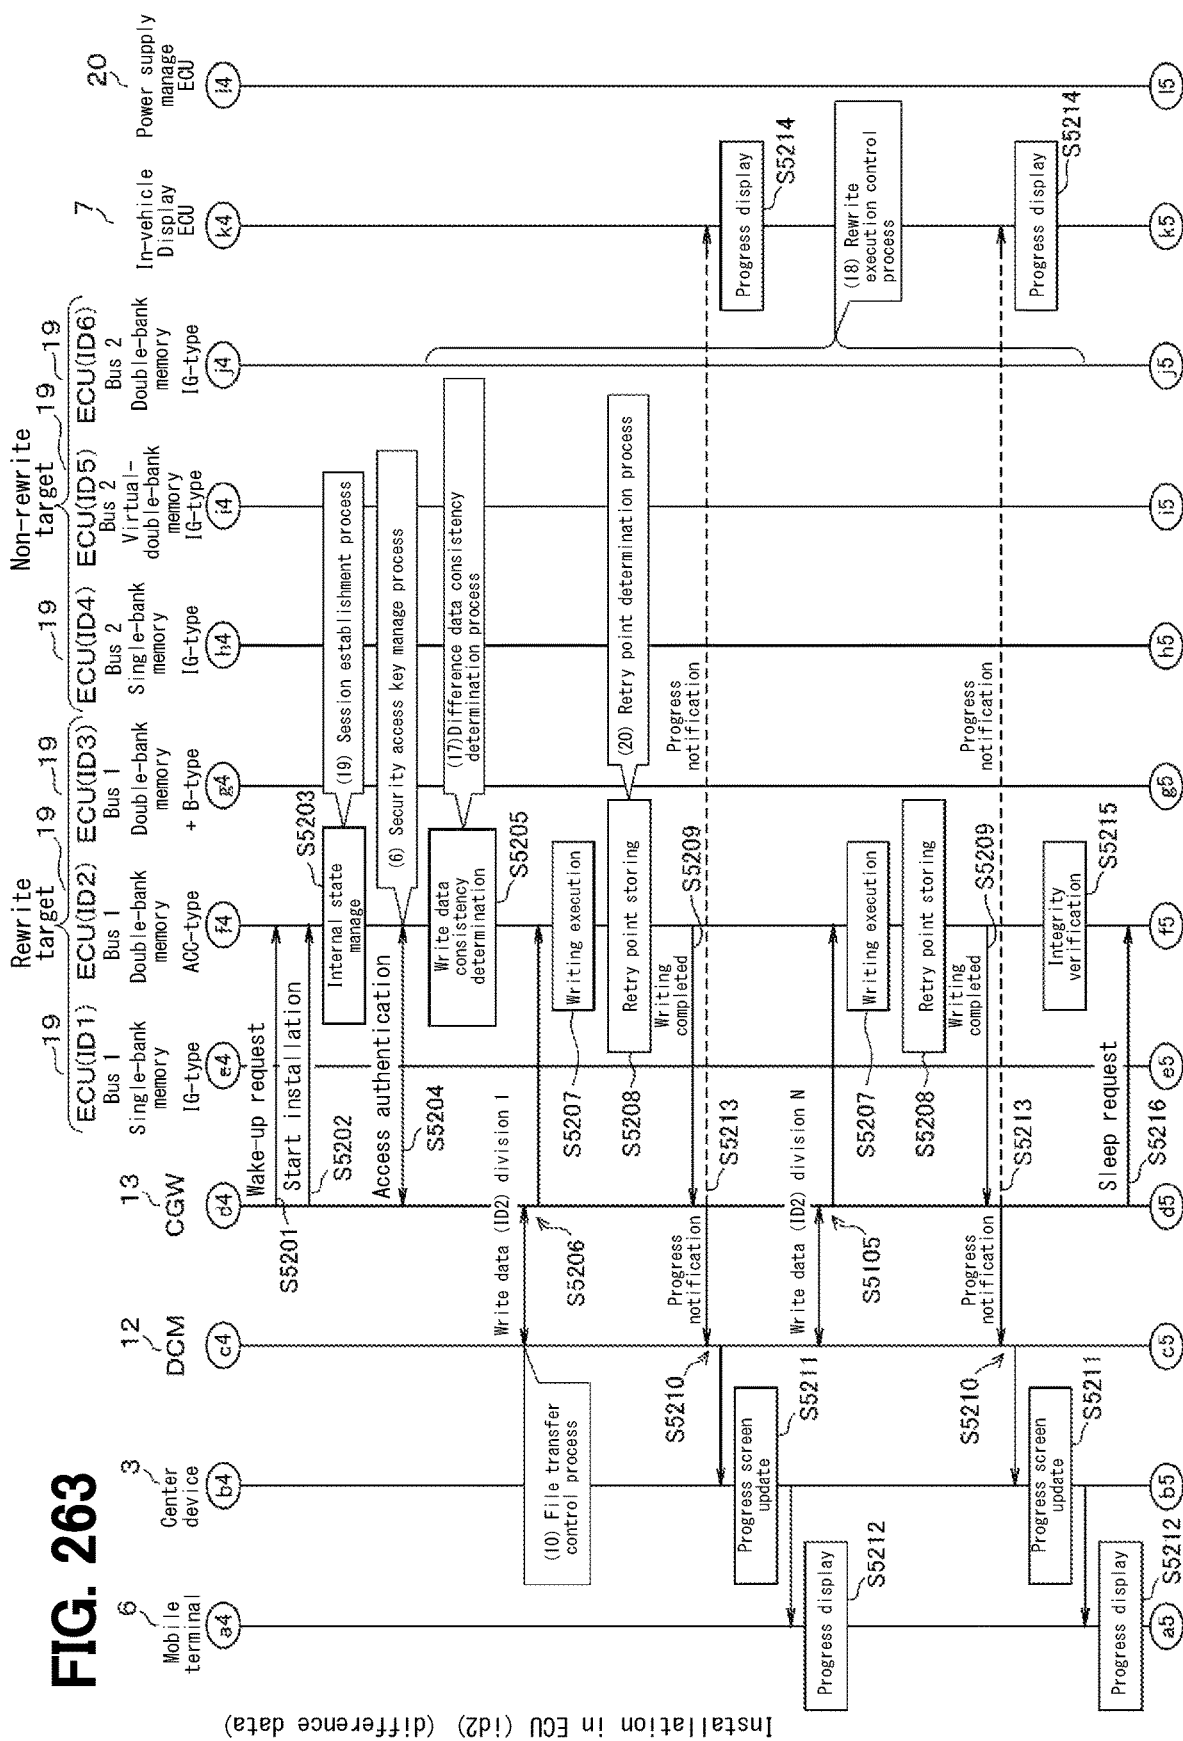 FIG. 263
Installation in ECU (id2) (difference data)
6
Mobile
terminal
3
Center
device
12
DCM
13
CGW
Rewrite
target
19
ECU(ID1)
Bus 1
Single-bank
memory
IG-type
19
ECU(ID2)
Bus 1
Double-bank
memory
ACC-type
19
ECU(ID3)
Bus 1
Double-bank
memory
+ B-type
Non-rewrite
target
19
ECU(ID4)
Bus 2
Single-bank
memory
IG-type
19
ECU(ID5)
Bus 2
Virtual-
double-bank
memory
IG-type
19
ECU(ID6)
Bus 2
Double-bank
memory
IG-type
7
In-vehicle
Display
ECU
20
Power supply
manage
ECU
a4
b4
c4
d4
e4
f4
g4
h4
i4
j4
k4
l4
Wake-up request
S5201
Start installation
S5202
Internal state
manage
S5203
(19) Session establishment process
Access authentication
S5204
(6) Security access key manage process
Write data
consistency
determination
S5205
(17)Difference data consistency
determination process
Write data (ID2) division 1
S5206
(10) File transfer
control process
Writing execution
S5207
Retry point storing
S5208
(20) Retry point determination process
Writing
completed
S5209
Progress
notification
S5210
S5213
Progress
notification
Progress screen
update
S5211
Progress display
S5212
Progress display
S5214
(18) Rewrite
execution control
process
Write data (ID2) division N
S5105
Writing execution
S5207
Retry point storing
S5208
Writing
completed
S5209
Progress
notification
S5210
S5213
Progress
notification
Progress screen
update
S5211
Progress display
S5212
Progress display
S5214
Integrity
verification
S5215
Sleep request
S5216
a5
b5
c5
d5
e5
f5
g5
h5
i5
j5
k5
l5